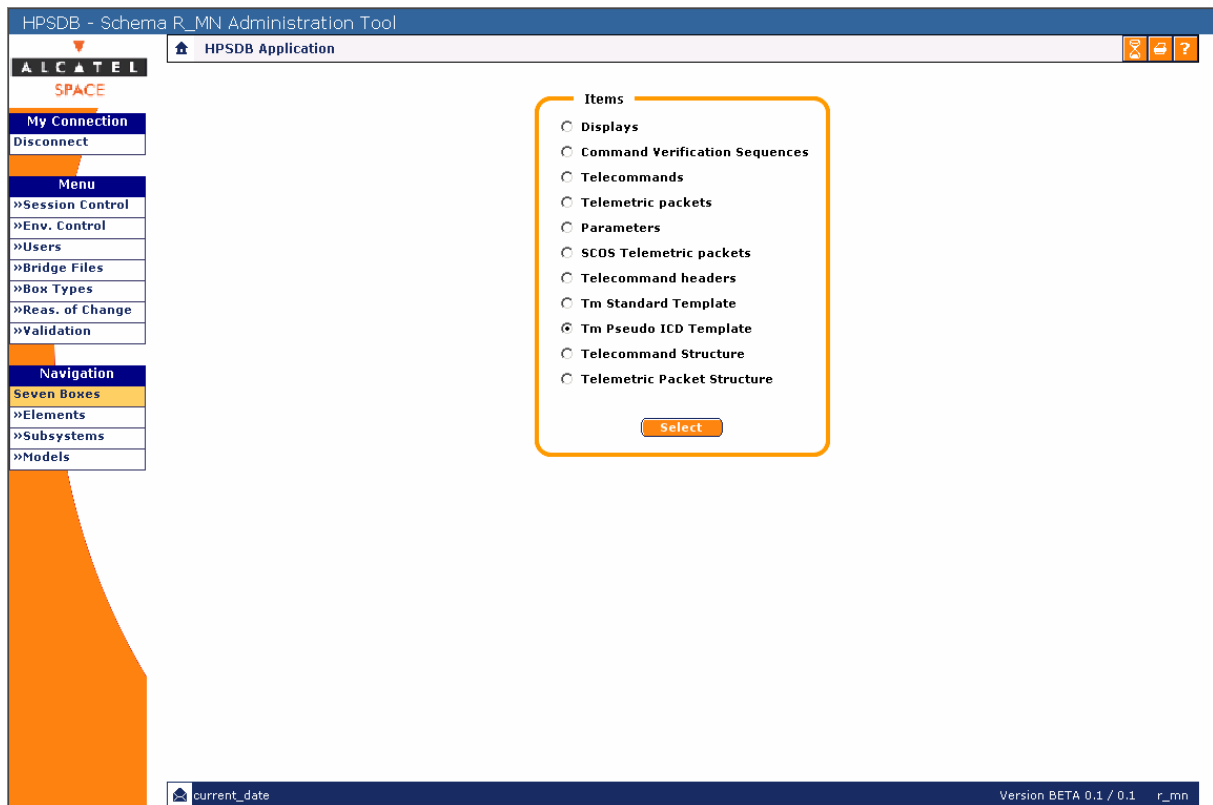 HPSDB - Schema R_MN Administration Tool
ALCATEL
SPACE
HPSDB Application
?
My Connection
Disconnect
Menu
»Session Control
»Env. Control
»Users
»Bridge Files
»Box Types
»Reas. of Change
»Validation
Navigation
Seven Boxes
»Elements
»Subsystems
»Models
Items
Displays
Command Verification Sequences
Telecommands
Telemetric packets
Parameters
SCOS Telemetric packets
Telecommand headers
Tm Standard Template
Tm Pseudo ICD Template
Telecommand Structure
Telemetric Packet Structure
Select
current_date
Version BETA 0.1 / 0.1 r_mn